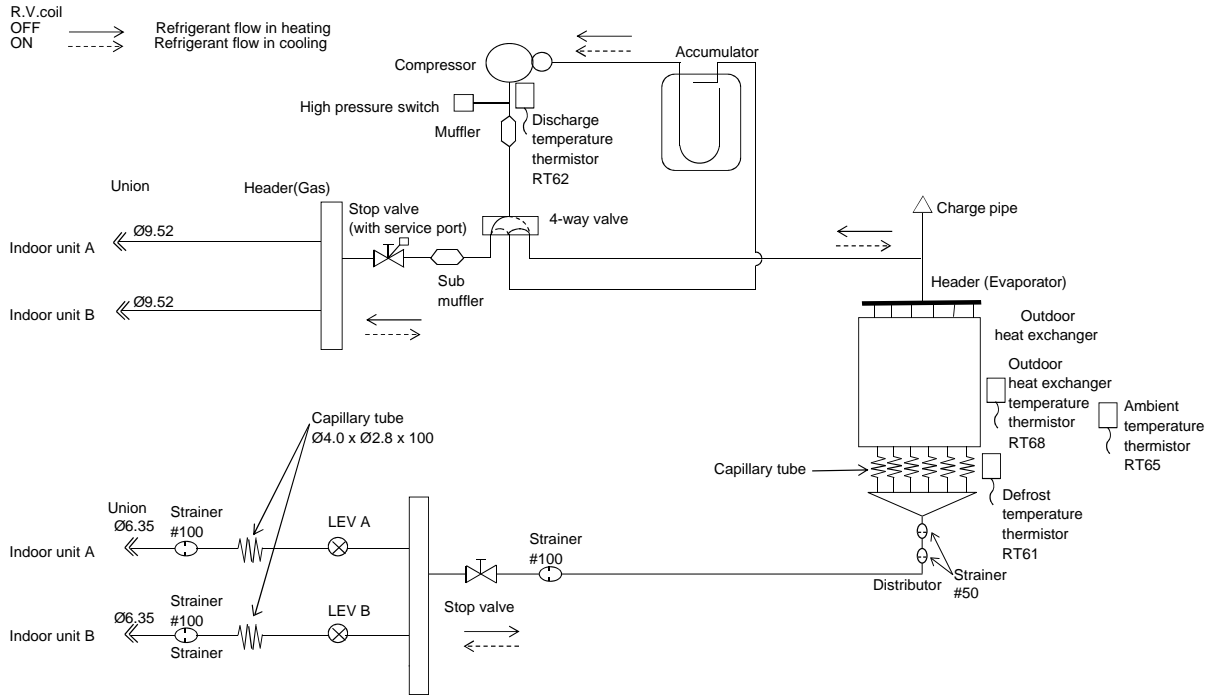 R.V.coil
OFF Refrigerant flow in heating
ON Refrigerant flow in cooling
Compressor
Accumulator
High pressure switch
Muffler
Discharge
temperature
thermistor
RT62
Union
Header(Gas)
Stop valve
(with service port)
4-way valve
Charge pipe
Indoor unit A
Ø9.52
Sub
muffler
Header (Evaporator)
Indoor unit B
Ø9.52
Outdoor
heat exchanger
Outdoor
heat exchanger
temperature
thermistor
RT68
Ambient
temperature
thermistor
RT65
Capillary tube
Ø4.0 x Ø2.8 x 100
Capillary tube
Defrost
temperature
thermistor
RT61
Union
Ø6.35
Strainer
#100
LEV A
Indoor unit A
Strainer
#100
Distributor
Strainer
#50
Stop valve
Ø6.35
Strainer
#100
LEV B
Indoor unit B
Strainer